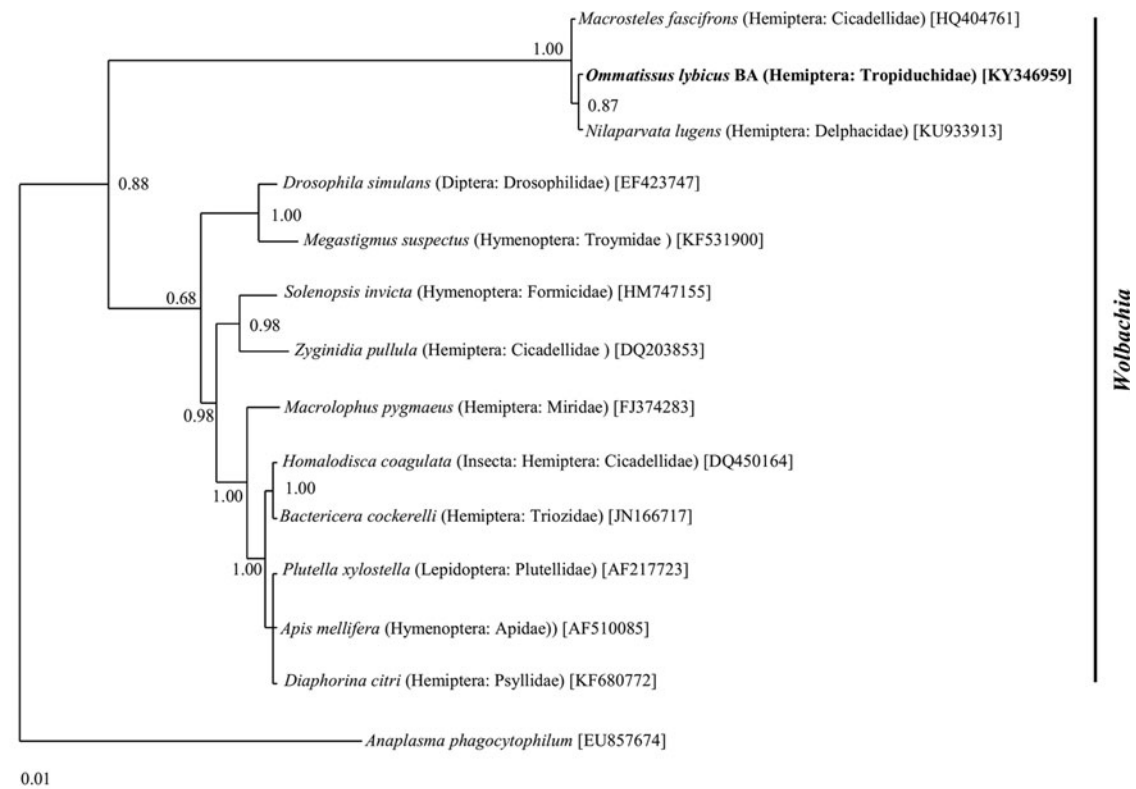 Macrosteles fascifrons (Hemiptera: Cicadellidae) [HQ404761]
1.00
Ommatissus lybicus BA (Hemiptera: Tropiduchidae) [KY346959]
0.87
Nilaparvata lugens (Hemiptera: Delphacidae) [KU933913]
0.88
Drosophila simulans (Diptera: Drosophilidae) [EF423747]
1.00
Megastigmus suspectus (Hymenoptera: Troymidae ) [KF531900]
0.68
Solenopsis invicta (Hymenoptera: Formicidae) [HM747155]
0.98
Zyginidia pullula (Hemiptera: Cicadellidae ) [DQ203853]
0.98
Macrolophus pygmaeus (Hemiptera: Miridae) [FJ374283]
Homalodisca coagulata (Insecta: Hemiptera: Cicadellidae) [DQ450164]
1.00
1.00
Bactericera cockerelli (Hemiptera: Triozidae) [JN166717]
1.00
Plutella xylostella (Lepidoptera: Plutellidae) [AF217723]
Apis mellifera (Hymenoptera: Apidae)) [AF510085]
Diaphorina citri (Hemiptera: Psyllidae) [KF680772]
Anaplasma phagocytophilum [EU857674]
0.01
Wolbachia